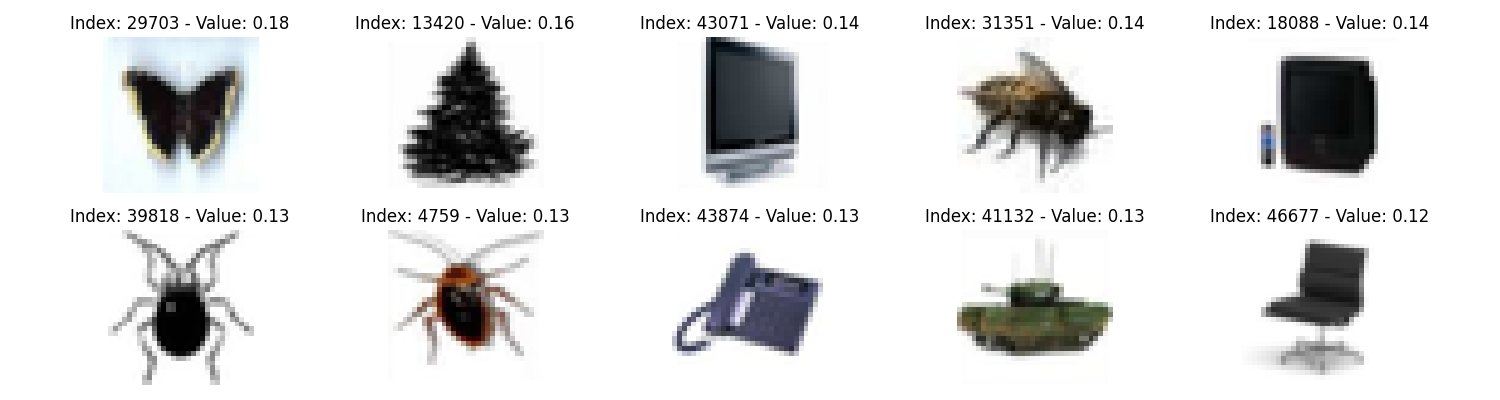 Index: 29703 - Value: 0.18
Index: 13420 - Value: 0.16
Index: 43071 - Value: 0.14
Index: 31351 - Value: 0.14
Index: 18088 - Value: 0.14
Index: 39818 - Value: 0.13
Index: 4759 - Value: 0.13
Index: 43874 - Value: 0.13
Index: 41132 - Value: 0.13
Index: 46677 - Value: 0.12